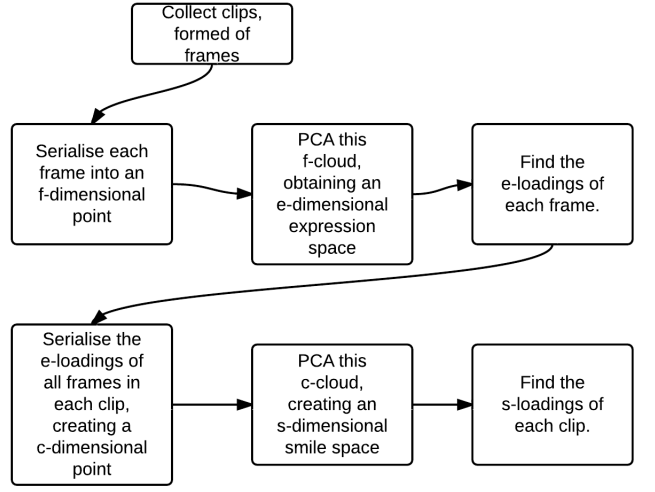 Collect clips,
formed of
frames
Serialise each
frame into an
f-dimensional
point
PCA this
f-cloud,
obtaining an
e-dimensional
expression
space
Find the
e-loadings of
each frame.
Serialise the
e-loadings of
all frames in
each clip,
creating a
c-dimensional
point
PCA this
c-cloud,
creating an
s-dimensional
smile space
Find the
s-loadings of
each clip.